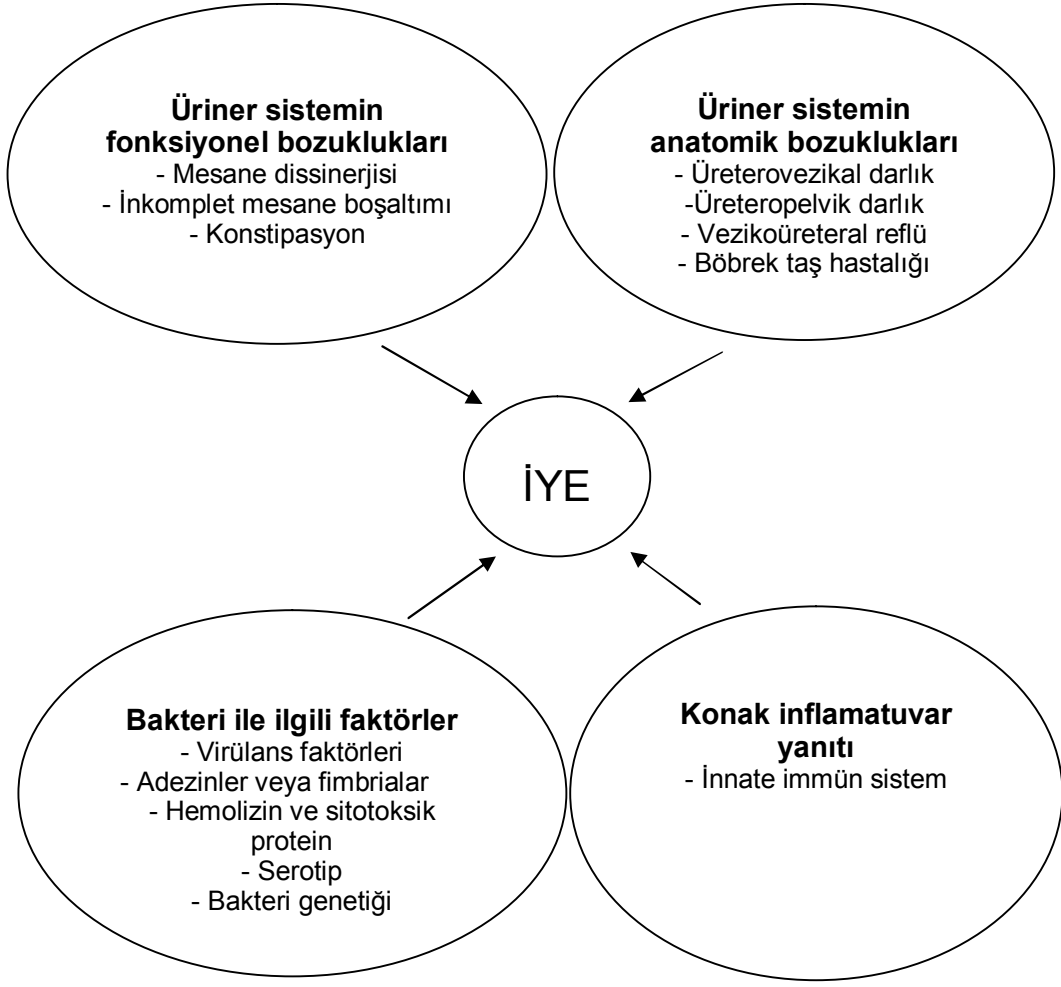 Üriner sistemin
fonksiyonel bozuklukları
- Mesane dissinerjisi
- İnkomplet mesane boşaltımı
- Konstipasyon
Üriner sistemin
anatomik bozuklukları
- Üreterovezikal darlık
-Üreteropelvik darlık
- Vezikoüreteral reflü
- Böbrek taş hastalığı
İYE
Bakteri ile ilgili faktörler
- Virülans faktörleri
- Adezinler veya fimbrialar
- Hemolizin ve sitotoksik
protein
- Serotip
- Bakteri genetiği
Konak inflamatuvar
yanıtı
- İnnate immün sistem